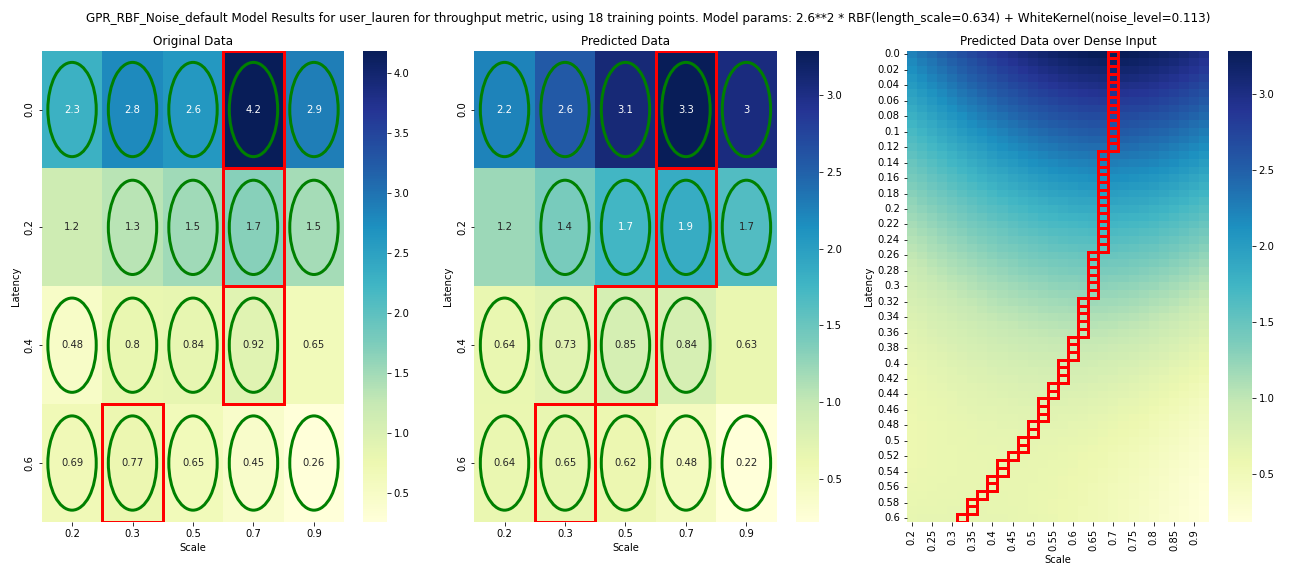 GPR_RBF_Noise_default Model Results for user_lauren for throughput metric, using 18 training points. Model params: 2.6**2 * RBF(length_scale=0.634) + WhiteKernel(noise_level=0.113)
Original Data
2.3 2.8 2.6 4.2 2.9
1.2 1.3 1.5 1.7 1.5
0.48 0.8 0.84 0.92 0.65
0.69 0.77 0.65 0.45 0.26
0.0
0.2
0.4
0.6
Latency
0.2 0.3 0.5 0.7 0.9
Scale
4.0
3.5
3.0
2.5
2.0
1.5
1.0
0.5
Predicted Data
2.2 2.6 3.1 3.3 3
1.2 1.4 1.7 1.9 1.7
0.64 0.73 0.85 0.84 0.63
0.64 0.65 0.62 0.48 0.22
0.0
0.2
0.4
0.6
Latency
0.2 0.3 0.5 0.7 0.9
Scale
3.0
2.5
2.0
1.5
1.0
0.5
Predicted Data over Dense Input
0.0
0.02
0.04
0.06
0.08
0.1
0.12
0.14
0.16
0.18
0.2
0.22
0.24
0.26
0.28
0.3
0.32
0.34
0.36
0.38
0.4
0.42
0.44
0.46
0.48
0.5
0.52
0.54
0.56
0.58
0.6
Latency
0.2 0.25 0.3 0.35 0.4 0.45 0.5 0.55 0.6 0.65 0.7 0.75 0.8 0.85 0.9
Scale
3.0
2.5
2.0
1.5
1.0
0.5